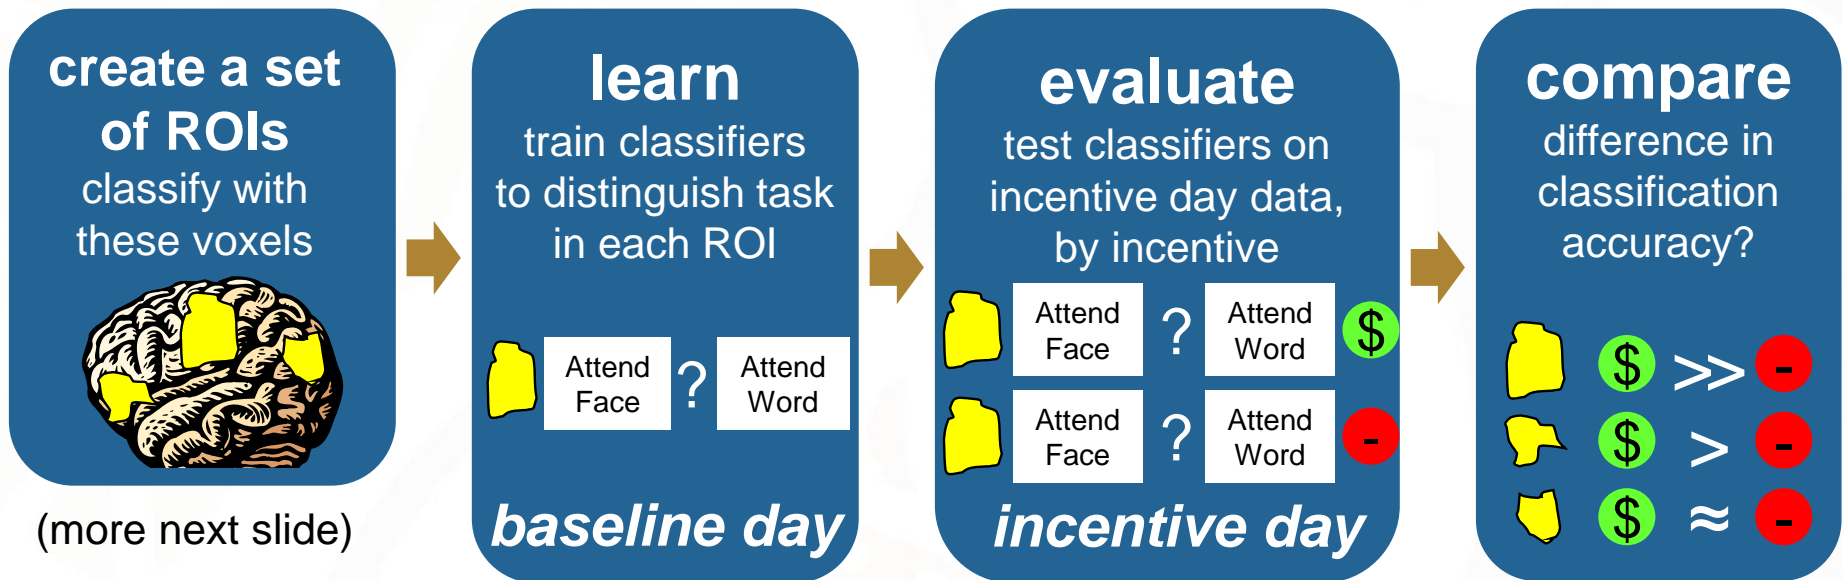 create a set
of ROIs
classify with
these voxels
(more next slide)
learn
train classifiers
to distinguish task
in each ROI
Attend
Face
?
Attend
Word
baseline day
evaluate
test classifiers on
incentive day data,
by incentive
Attend
Face
?
Attend
Word
$
Attend
Face
?
Attend
Word
-
incentive day
compare
difference in
classification
accuracy?
$ >> -
$ > -
$ ≈ -